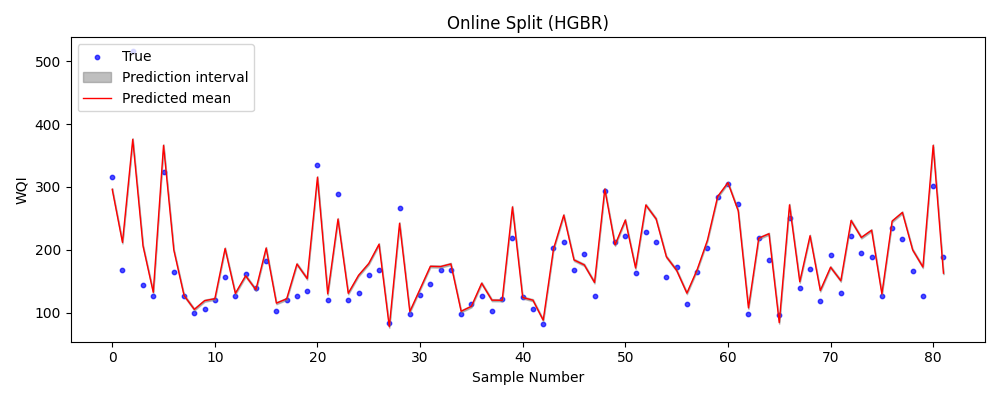 Online Split (HGBR)
True
Prediction interval
Predicted mean
WQI
500
400
300
200
100
0
10
20
30
40
50
60
70
80
Sample Number